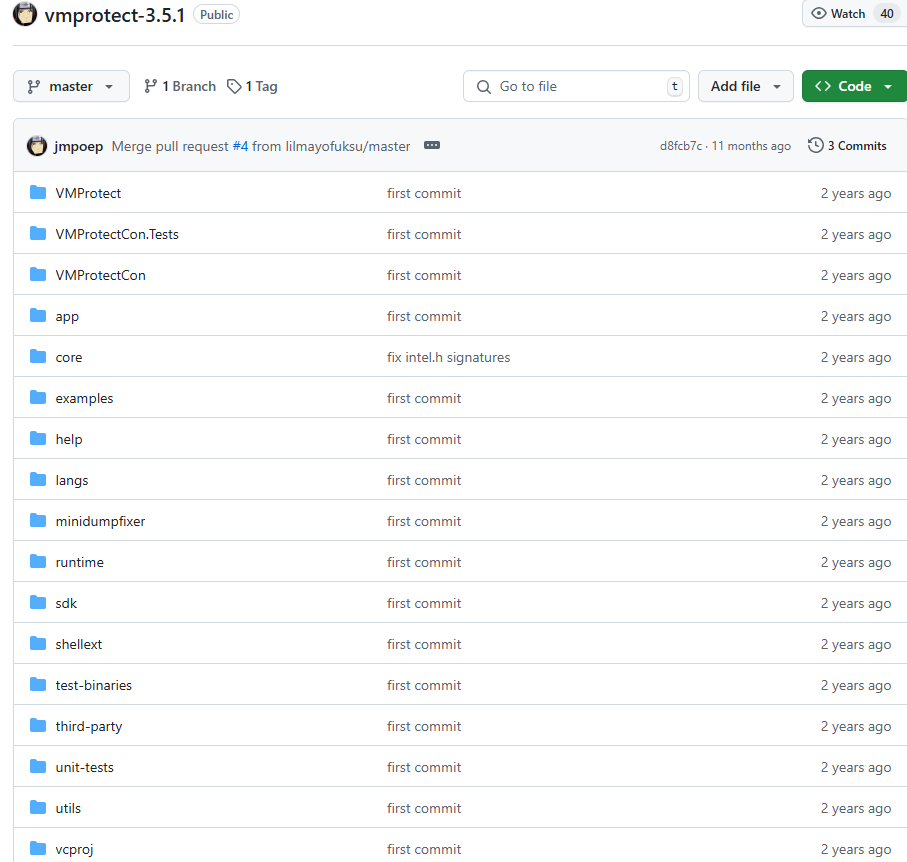 vmprotect-3.5.1 Public Watch 40
master 1 Branch 1 Tag Go to file t Add file Code
jmpoep Merge pull request #4 from lilmayofuksu/master d8fcb7c · 11 months ago 3 Commits
VMProtect first commit 2 years ago
VMProtectCon.Tests first commit 2 years ago
VMProtectCon first commit 2 years ago
app first commit 2 years ago
core fix intel.h signatures 2 years ago
examples first commit 2 years ago
help first commit 2 years ago
langs first commit 2 years ago
minidumpfixer first commit 2 years ago
runtime first commit 2 years ago
sdk first commit 2 years ago
shellext first commit 2 years ago
test-binaries first commit 2 years ago
third-party first commit 2 years ago
unit-tests first commit 2 years ago
utils first commit 2 years ago
vcproj first commit 2 years ago